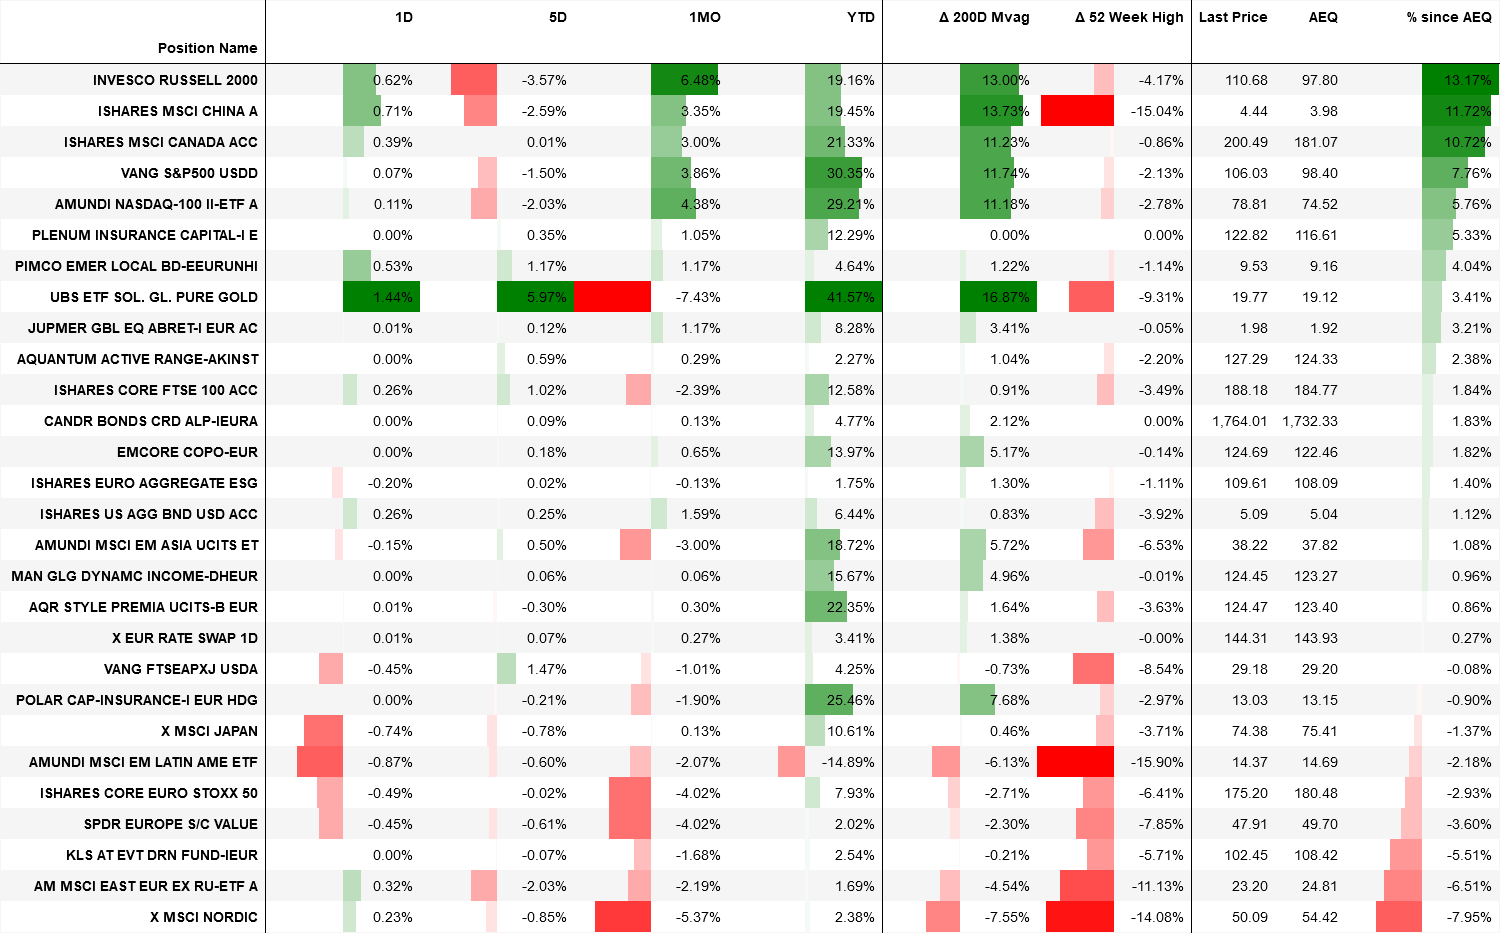 1D 5D 1MO YTD Δ 200D Mvag Δ 52 Week High Last Price AEQ % since AEQ
Position Name
INVESCO RUSSELL 2000 0.62% -3.57% 6.48% 19.16% 13.00% -4.17% 110.68 97.80 13.17%
ISHARES MSCI CHINA A 0.71% -2.59% 3.35% 19.45% 13.73% -15.04% 4.44 3.98 11.72%
ISHARES MSCI CANADA ACC 0.39% 0.01% 3.00% 21.33% 11.23% -0.86% 200.49 181.07 10.72%
VANG S&P500 USDD 0.07% -1.50% 3.86% 30.35% 11.74% -2.13% 106.03 98.40 7.76%
AMUNDI NASDAQ-100 II-ETF A 0.11% -2.03% 4.38% 29.21% 11.18% -2.78% 78.81 74.52 5.76%
PLENUM INSURANCE CAPITAL-I E 0.00% 0.35% 1.05% 12.29% 0.00% 0.00% 122.82 116.61 5.33%
PIMCO EMER LOCAL BD-EEURUNHI 0.53% 1.17% 1.17% 4.64% 1.22% -1.14% 9.53 9.16 4.04%
UBS ETF SOL. GL. PURE GOLD 1.44% 5.97% -7.43% 41.57% 16.87% -9.31% 19.77 19.12 3.41%
JUPMER GBL EQ ABRET-I EUR AC 0.01% 0.12% 1.17% 8.28% 3.41% -0.05% 1.98 1.92 3.21%
AQUANTUM ACTIVE RANGE-AKINST 0.00% 0.59% 0.29% 2.27% 1.04% -2.20% 127.29 124.33 2.38%
ISHARES CORE FTSE 100 ACC 0.26% 1.02% -2.39% 12.58% 0.91% -3.49% 188.18 184.77 1.84%
CANDR BONDS CRD ALP-IEURA 0.00% 0.09% 0.13% 4.77% 2.12% 0.00% 1,764.01 1,732.33 1.83%
EMCORE COPO-EUR 0.00% 0.18% 0.65% 13.97% 5.17% -0.14% 124.69 122.46 1.82%
ISHARES EURO AGGREGATE ESG -0.20% 0.02% -0.13% 1.75% 1.30% -1.11% 109.61 108.09 1.40%
ISHARES US AGG BND USD ACC 0.26% 0.25% 1.59% 6.44% 0.83% -3.92% 5.09 5.04 1.12%
AMUNDI MSCI EM ASIA UCITS ET -0.15% 0.50% -3.00% 18.72% 5.72% -6.53% 38.22 37.82 1.08%
MAN GLG DYNAMC INCOME-DHEUR 0.00% 0.06% 0.06% 15.67% 4.96% -0.01% 124.45 123.27 0.96%
AQR STYLE PREMIA UCITS-B EUR 0.01% -0.30% 0.30% 22.35% 1.64% -3.63% 124.47 123.40 0.86%
X EUR RATE SWAP 1D 0.01% 0.07% 0.27% 3.41% 1.38% -0.00% 144.31 143.93 0.27%
VANG FTSEAPXJ USDA -0.45% 1.47% -1.01% 4.25% -0.73% -8.54% 29.18 29.20 -0.08%
POLAR CAP-INSURANCE-I EUR HDG 0.00% -0.21% -1.90% 25.46% 7.68% -2.97% 13.03 13.15 -0.90%
X MSCI JAPAN -0.74% -0.78% 0.13% 10.61% 0.46% -3.71% 74.38 75.41 -1.37%
AMUNDI MSCI EM LATIN AME ETF -0.87% -0.60% -2.07% -14.89% -6.13% -15.90% 14.37 14.69 -2.18%
ISHARES CORE EURO STOXX 50 -0.49% -0.02% -4.02% 7.93% -2.71% -6.41% 175.20 180.48 -2.93%
SPDR EUROPE S/C VALUE -0.45% -0.61% -4.02% 2.02% -2.30% -7.85% 47.91 49.70 -3.60%
KLS AT EVT DRN FUND-IEUR 0.00% -0.07% -1.68% 2.54% -0.21% -5.71% 102.45 108.42 -5.51%
AM MSCI EAST EUR EX RU-ETF A 0.32% -2.03% -2.19% 1.69% -4.54% -11.13% 23.20 24.81 -6.51%
X MSCI NORDIC 0.23% -0.85% -5.37% 2.38% -7.55% -14.08% 50.09 54.42 -7.95%